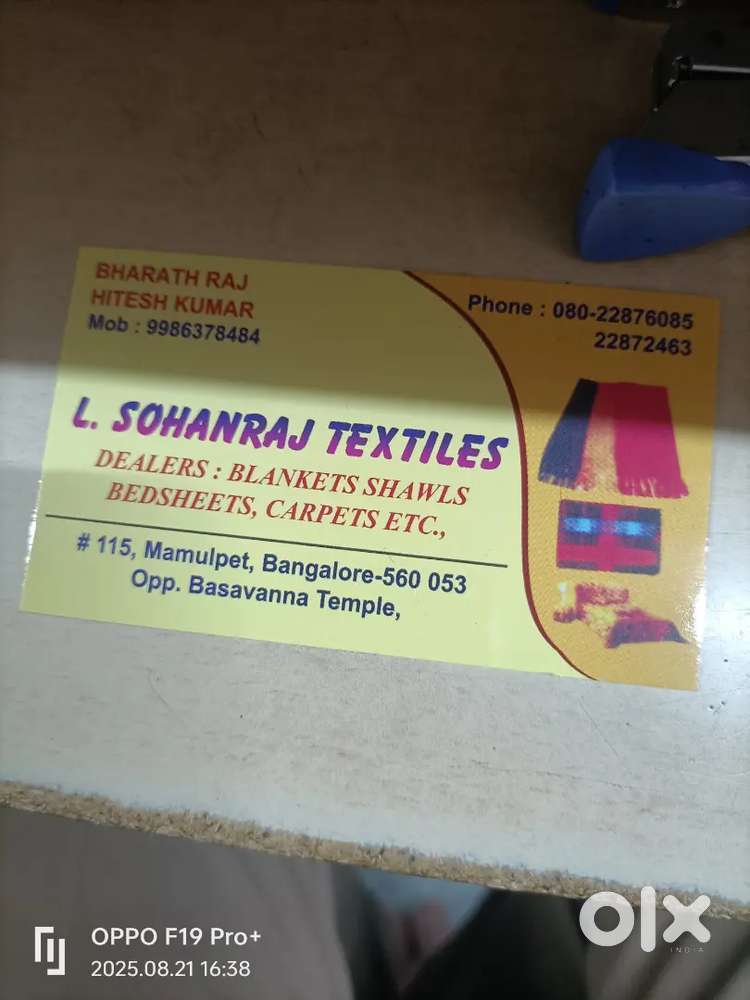 BHARATH RAJ
HITESH KUMAR
Mob : 9986378484
Phone : 080-22876085
22872463
L. SOHANRAJ TEXTILES
DEALERS : BLANKETS SHAWLS
BEDSHEETS, CARPETS ETC.,
# 115, Mamulpet, Bangalore-560 053
Opp. Basavanna Temple,
OPPO F19 Pro+
2025.08.21 16:38
olx
INDIA